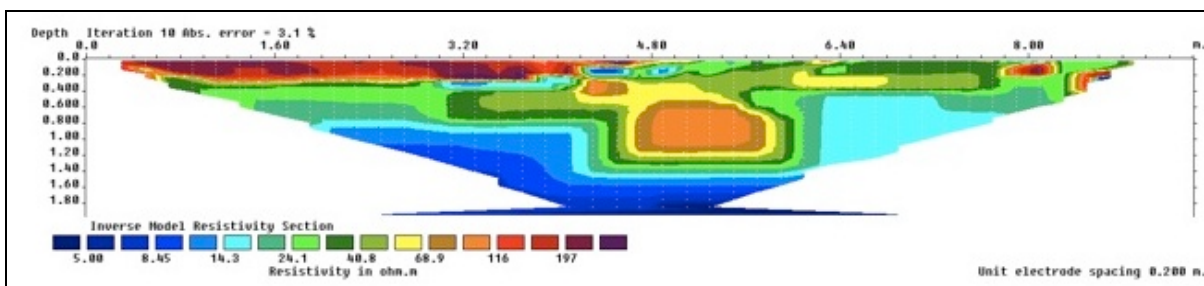 Depth Iteration 10 Abs. error = 3.1 %
0.0 1.60 3.20 4.80 6.40 8.00 m.
0.0
0.200
0.400
0.600
0.800
1.00
1.20
1.40
1.60
1.80
Inverse Model Resistivity Section
5.00 8.45 14.3 24.1 40.8 68.9 116 197
Resistivity in ohm.m
Unit electrode spacing 0.200 m.